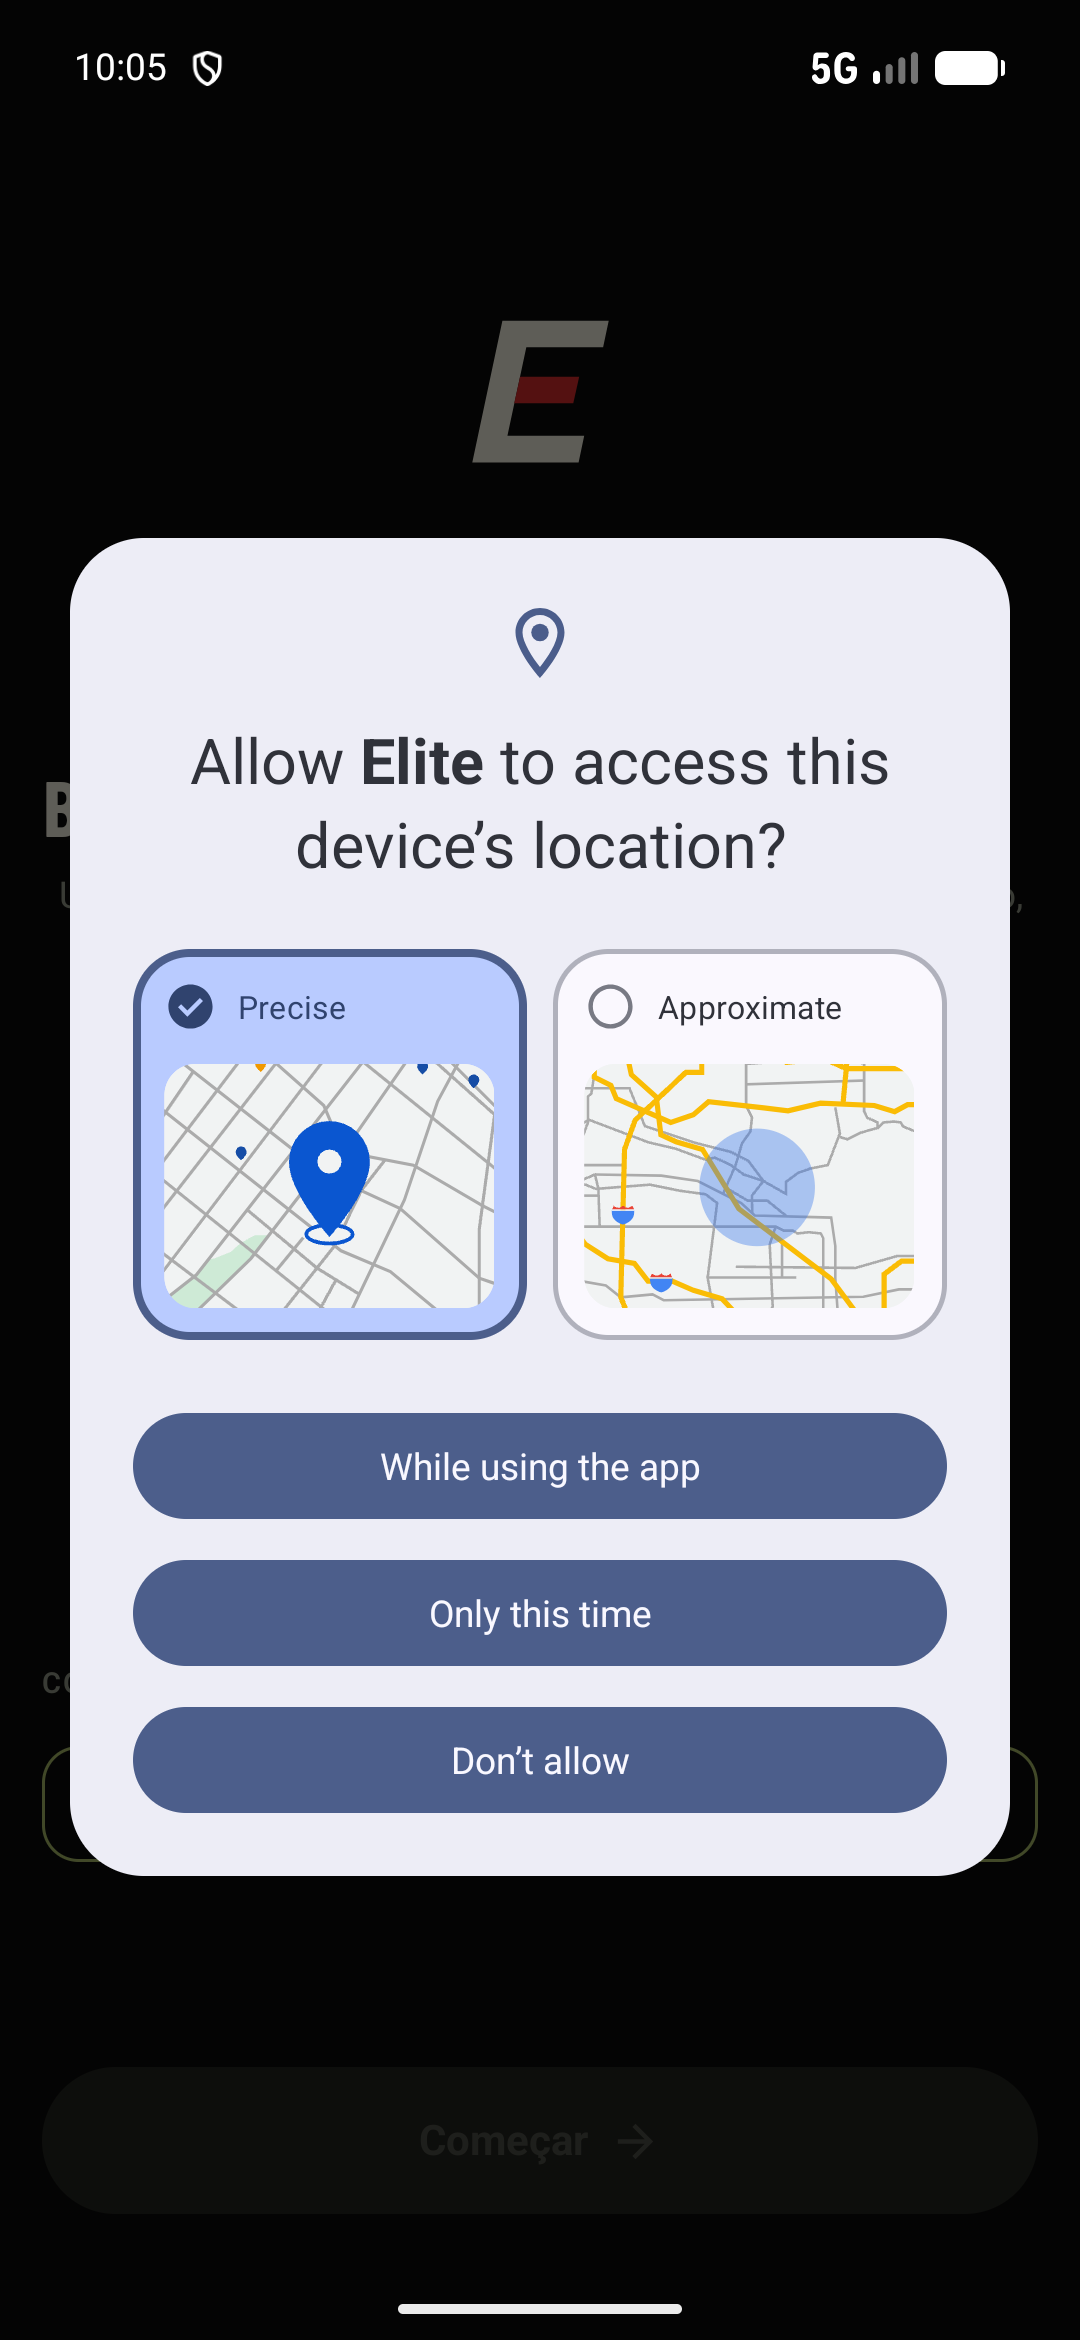 10:05
5G
E
Allow Elite to access this
device’s location?
Precise
Approximate
While using the app
Only this time
Don’t allow
Começar